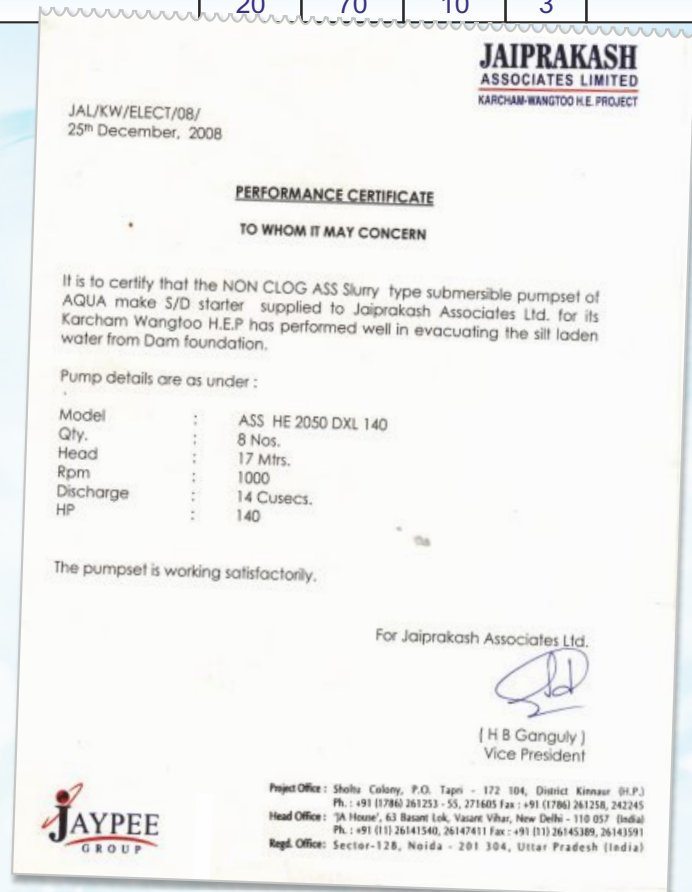 20 70 10 3
JAIPRAKASH
ASSOCIATES LIMITED
KARCHAM-WANGTOO H.E. PROJECT
JAL/KW/ELECT/08/
25th December, 2008
PERFORMANCE CERTIFICATE
TO WHOM IT MAY CONCERN
It is to certify that the NON CLOG ASS Slurry type submersible pumpset of
AQUA make S/D starter supplied to Jaiprakash Associates Ltd. for its
Karcham Wangtoo H.E.P has performed well in evacuating the silt laden
water from Dam foundation.
Pump details are as under :
Model : ASS HE 2050 DXL 140
Qty. : 8 Nos.
Head : 17 Mtrs.
Rpm : 1000
Discharge : 14 Cusecs.
HP : 140
The pumpset is working satisfactorily.
For Jaiprakash Associates Ltd.
( H B Ganguly )
Vice President
JAYPEE
GROUP
Project Office : Sholtu Colony, P.O. Tapri - 172 104, District Kinnaur (H.P.)
Ph. : +91 (1786) 261253 - 55, 271605 Fax : +91 (1786) 261258, 242245
Head Office : 'JA House', 63 Basant Lok, Vasant Vihar, New Delhi - 110 057 (India)
Ph. : +91 (11) 26141540, 26147411 Fax : +91 (11) 26145389, 26143591
Regd. Office: Sector-128, Noida - 201 304, Uttar Pradesh (India)